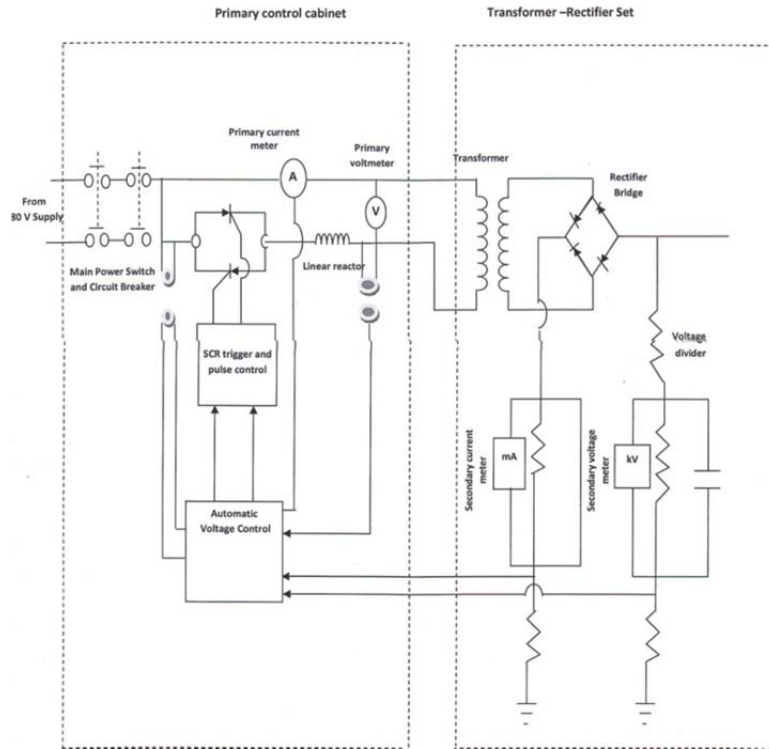 Primary control cabinet
Transformer –Rectifier Set
Primary current
meter
Primary
voltmeter
Transformer
Rectifier
Bridge
A
V
From
80 V Supply
Main Power Switch
and Circuit Breaker
Linear reactor
SCR trigger and
pulse control
Voltage
divider
Secondary current
meter
mA
Secondary voltage
meter
kV
Automatic
Voltage Control